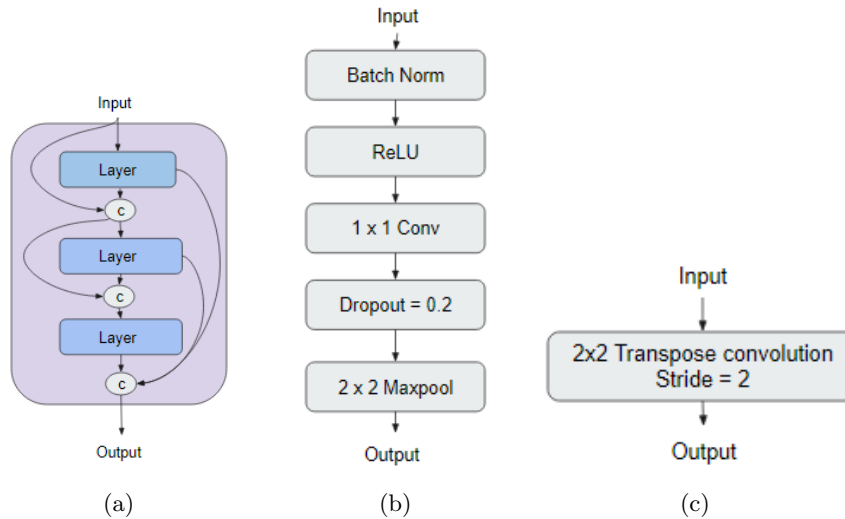 Input
Layer
c
Layer
c
Layer
c
Output
(a)
Input
Batch Norm
ReLU
1 x 1 Conv
Dropout = 0.2
2 x 2 Maxpool
Output
(b)
Input
2x2 Transpose convolution
Stride = 2
Output
(c)